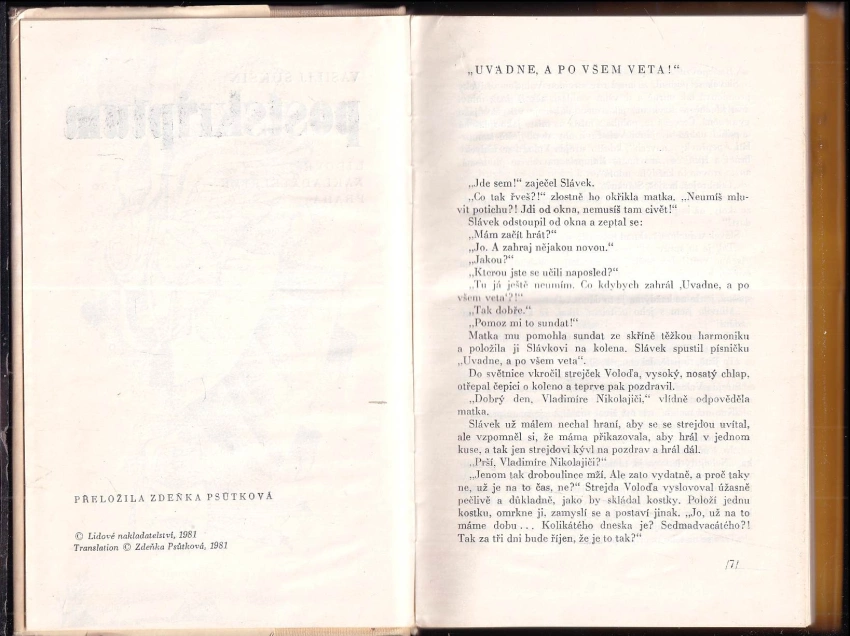 PŘELOŽILA ZDEŇKA PSŮTKOVÁ
© Lidové nakladatelství, 1981
Translation © Zdeňka Psůtková, 1981
„UVADNE, A PO VŠEM VETA!“
„Jde sem!“ zaječel Slávek.
„Co tak řveš?!“ zlostně ho okřikla matka. „Neumíš mlu-
vit potichu?! Jdi od okna, nemusíš tam civět!“
Slávek odstoupil od okna a zeptal se:
„Mám začít hrát?“
„Jo. A zahraj nějakou novou.“
„Jakou?“
„Kterou jste se učili naposled?“
„Tu já ještě neumím. Co kdybych zahrál ‚Uvadne, a po
všem veta‘?!“
„Tak dobře.“
„Pomoz mi to sundat!“
Matka mu pomohla sundat ze skříně těžkou harmoniku
a položila ji Slávkovi na kolena. Slávek spustil písničku
„Uvadne, a po všem veta“.
Do světnice vkročil strejček Voloďa, vysoký, nosatý chlap,
otřepal čepici o koleno a teprve pak pozdravil.
„Dobrý den, Vladimíre Nikolajiči,“ vlídně odpověděla
matka.
Slávek už málem nechal hraní, aby se se strejdou uvítal,
ale vzpomněl si, že máma přikazovala, aby hrál v jednom
kuse, a tak jen strejdovi kývl na pozdrav a hrál dál.
„Prší, Vladimíre Nikolajiči?“
„Jenom tak droboulince mží. Ale zato vydatně, a proč taky
ne, už je na to čas, ne?“ Strejda Voloďa vyslovoval úžasně
pečlivě a důkladně, jako by skládal kostky. Položí jednu
kostku, omrkne ji, zamyslí se a postaví jinak. „Jo, už na to
máme dobu... Kolikátého dneska je? Sedmadvacátého?!
Tak za tři dni bude říjen, že je to tak?“
171